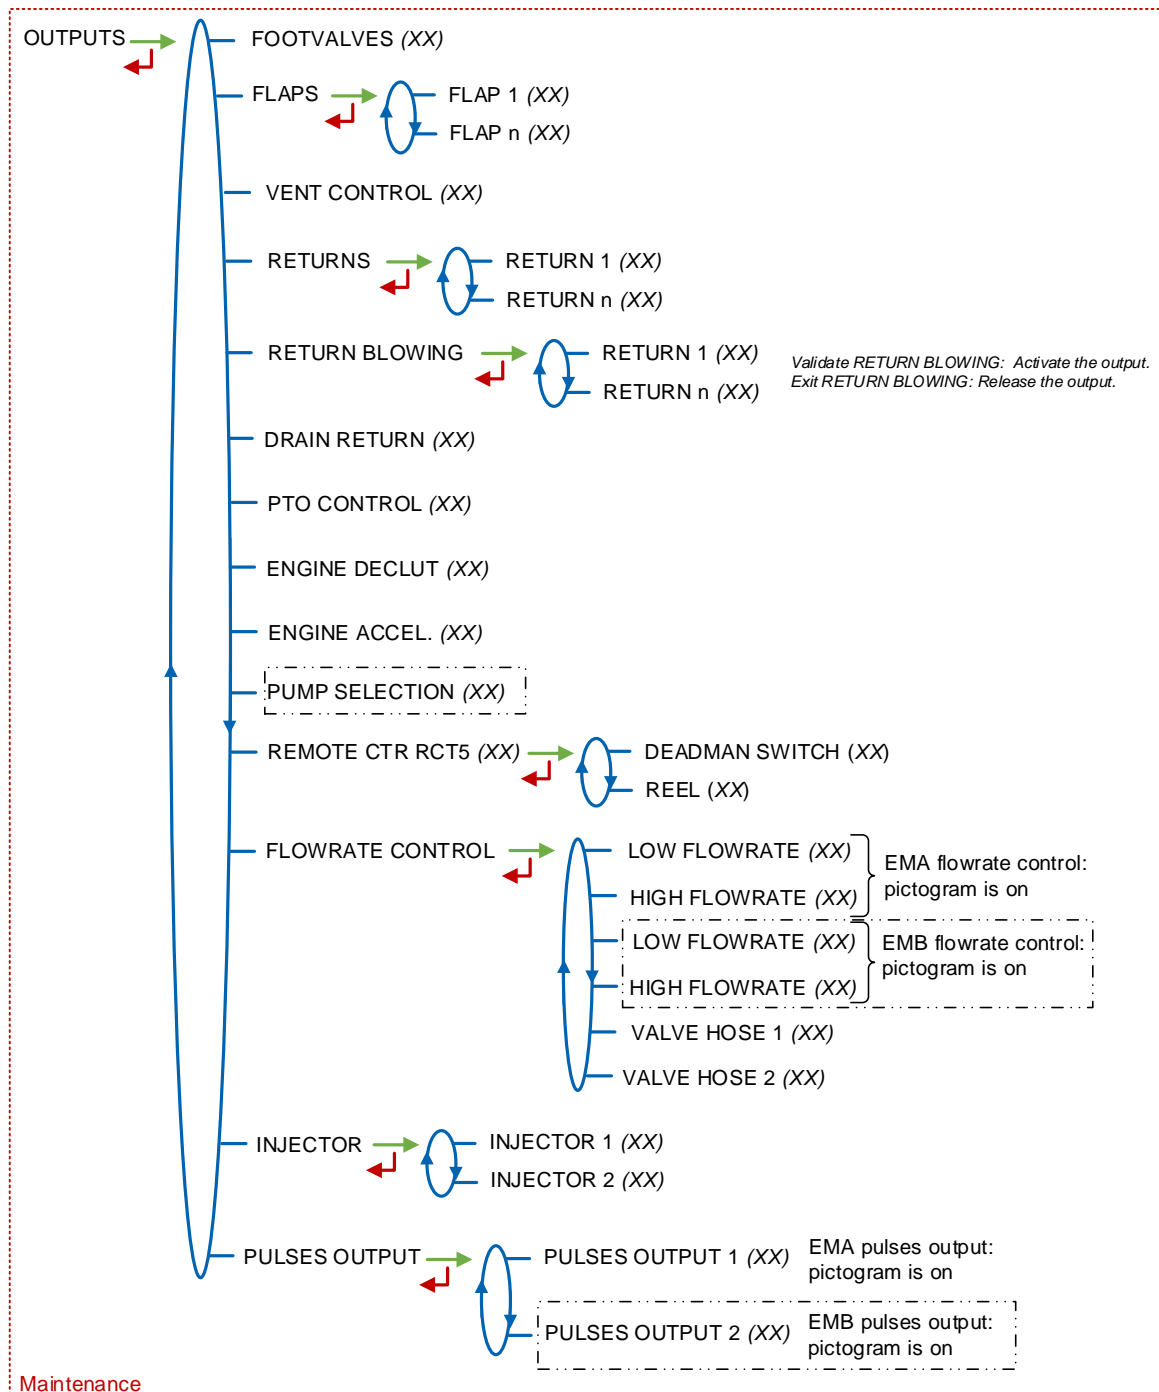 OUTPUTS
FOOTVALVES (XX)
FLAPS
FLAP 1 (XX)
FLAP n (XX)
VENT CONTROL (XX)
RETURNS
RETURN 1 (XX)
RETURN n (XX)
RETURN BLOWING
RETURN 1 (XX)
RETURN n (XX)
Validate RETURN BLOWING: Activate the output.
Exit RETURN BLOWING: Release the output.
DRAIN RETURN (XX)
PTO CONTROL (XX)
ENGINE DECLUT (XX)
ENGINE ACCEL. (XX)
PUMP SELECTION (XX)
REMOTE CTR RCT5 (XX)
DEADMAN SWITCH (XX)
REEL (XX)
FLOWRATE CONTROL
LOW FLOWRATE (XX)
HIGH FLOWRATE (XX)
EMA flowrate control:
pictogram is on
LOW FLOWRATE (XX)
HIGH FLOWRATE (XX)
EMB flowrate control:
pictogram is on
VALVE HOSE 1 (XX)
VALVE HOSE 2 (XX)
INJECTOR
INJECTOR 1 (XX)
INJECTOR 2 (XX)
PULSES OUTPUT
PULSES OUTPUT 1 (XX)
EMA pulses output:
pictogram is on
PULSES OUTPUT 2 (XX)
EMB pulses output:
pictogram is on
Maintenance